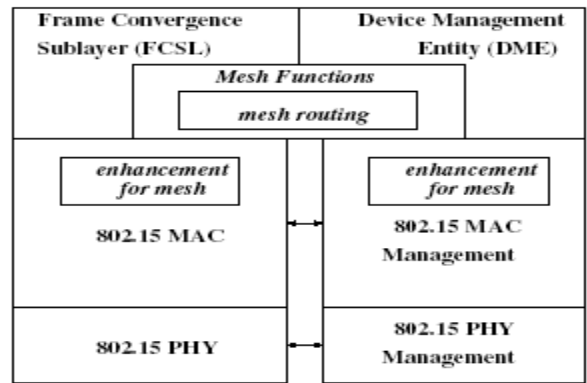 Frame Convergence
Sublayer (FCSL)
Device Management
Entity (DME)
Mesh Functions
mesh routing
enhancement
for mesh
802.15 MAC
enhancement
for mesh
802.15 MAC
Management
802.15 PHY
802.15 PHY
Management